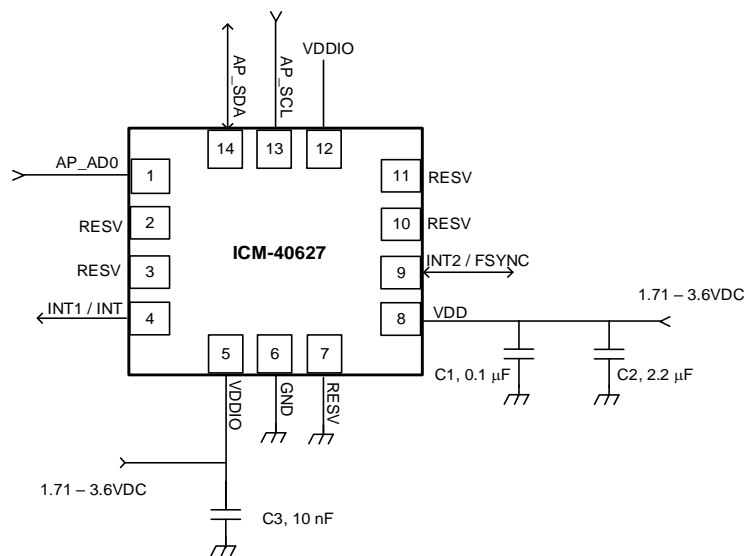 AP_SDA
AP_SCL
VDDIO
14
13
12
AP_AD0
1
11
RESV
RESV
2
10
RESV
ICM-40627
RESV
3
9
INT2 / FSYNC
INT1 / INT
4
8
VDD
1.71 – 3.6VDC
5
6
7
C1, 0.1 µF
C2, 2.2 µF
VDDIO
GND
RESV
1.71 – 3.6VDC
C3, 10 nF